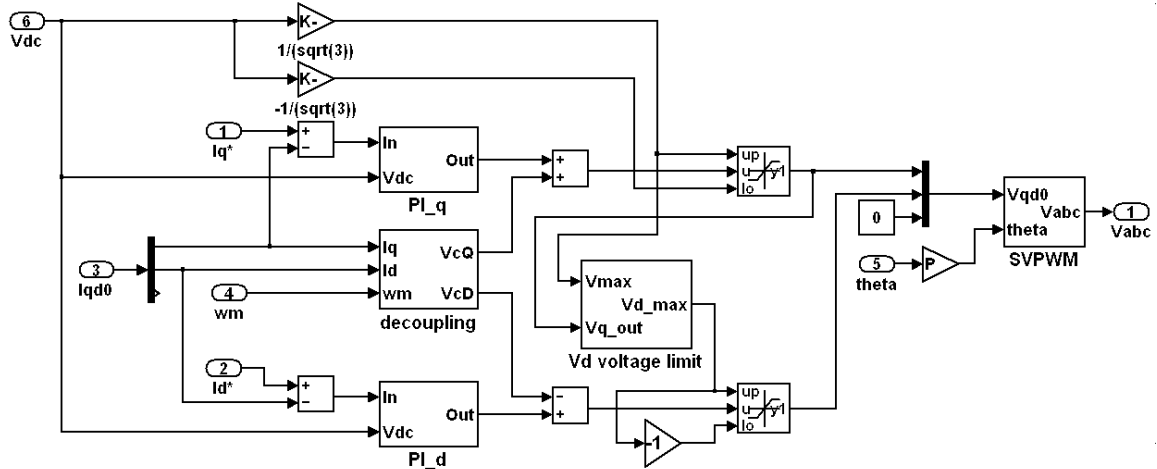 6
Vdc
K-
1/(sqrt(3))
K-
-1/(sqrt(3))
1
Iq*
+
−
In
Out
Vdc
PI_q
+
+
up
u
lo
y1
0
Vqd0
Vabc
theta
SVPWM
1
Vabc
5
theta
P
3
Iqd0
4
wm
Iq
Id
wm
VcQ
VcD
decoupling
Vmax
Vd_max
Vq_out
Vd voltage limit
2
Id*
+
−
In
Out
Vdc
PI_d
−
+
-1
up
u
lo
y1